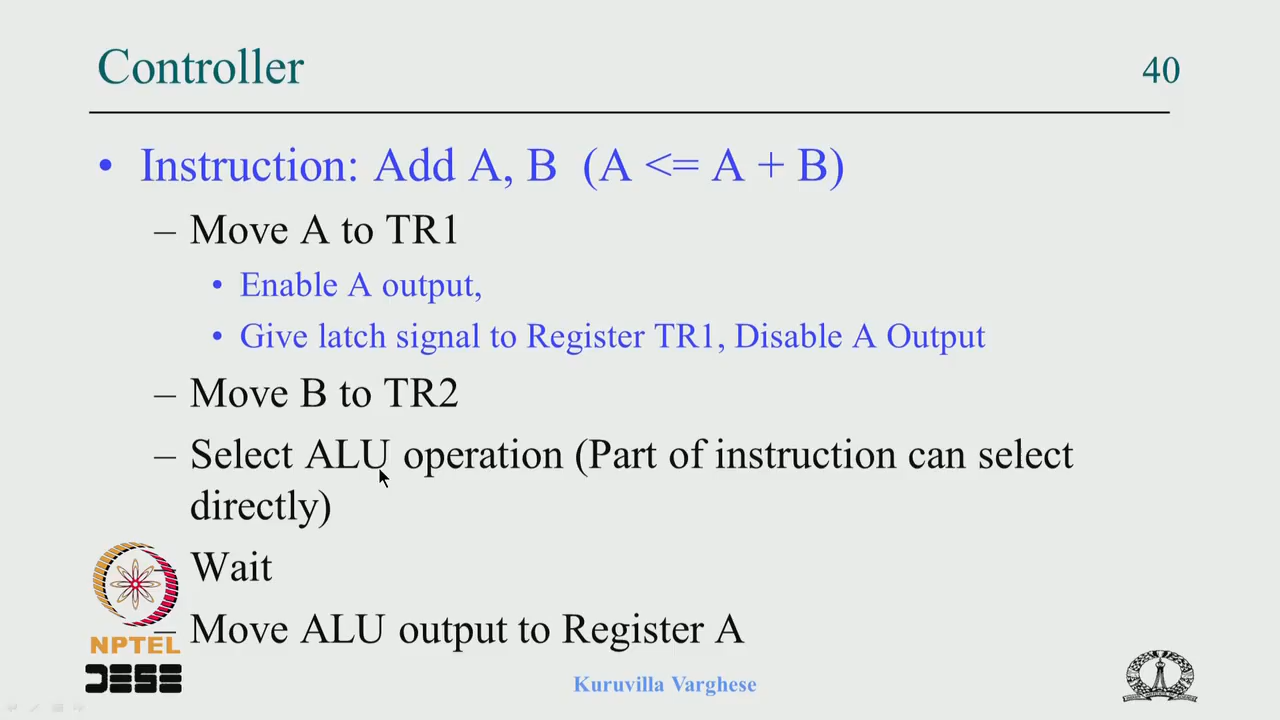 Controller 40
• Instruction: Add A, B (A <= A + B)
– Move A to TR1
• Enable A output,
• Give latch signal to Register TR1, Disable A Output
– Move B to TR2
– Select ALU operation (Part of instruction can select
directly)
– Wait
– Move ALU output to Register A
NPTEL
DESE
Kuruvilla Varghese